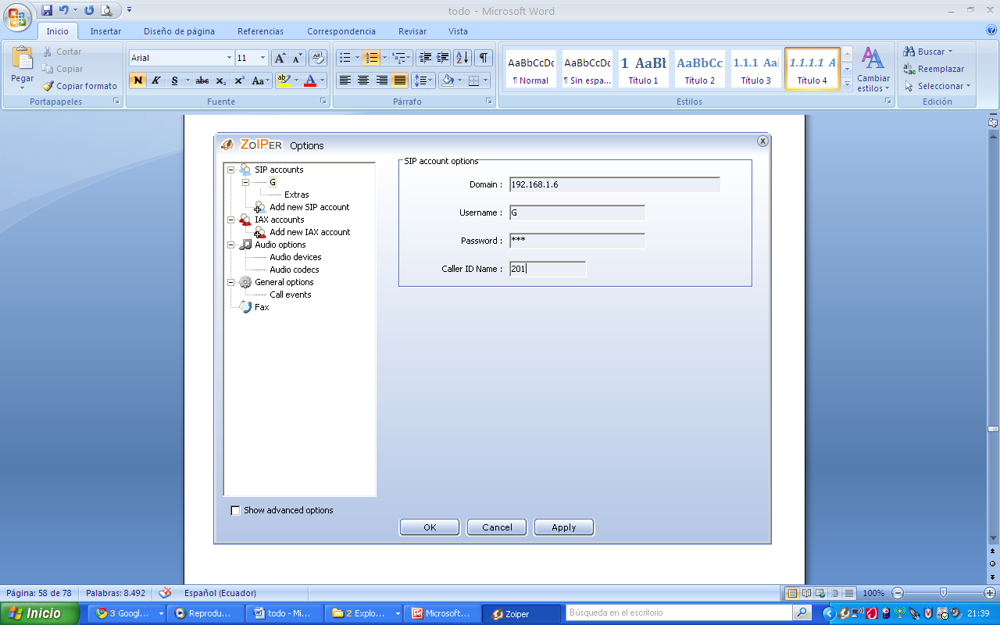 todo - Microsoft Word
Inicio Insertar Diseño de página Referencias Correspondencia Revisar Vista
Pegar
Cortar
Copiar
Copiar formato
Portapapeles
Arial 11
N K S abc x₂ x² Aa ab A
Fuente
Párrafo
AaBbCcDc AaBbCcDc 1 AaBl AaBbCc 1.1.1 Aa 1.1.1.1 A
¶ Normal ¶ Sin espa... Título 1 Título 2 Título 3 Título 4
Cambiar estilos
Estilos
Buscar
Reemplazar
Seleccionar
Edición
ZoIPER Options
SIP accounts
G
Extras
Add new SIP account
IAX accounts
Add new IAX account
Audio options
Audio devices
Audio codecs
General options
Call events
Fax
SIP account options
Domain : 192.168.1.6
Username : G
Password : ***
Caller ID Name : 201
Show advanced options
OK Cancel Apply
Página: 58 de 78 Palabras: 8.492 Español (Ecuador) 100%
Inicio 3 Googl... Reprodu... todo - Mi... 2 Explo... Microsoft... Zoiper Búsqueda en el escritorio 21:39